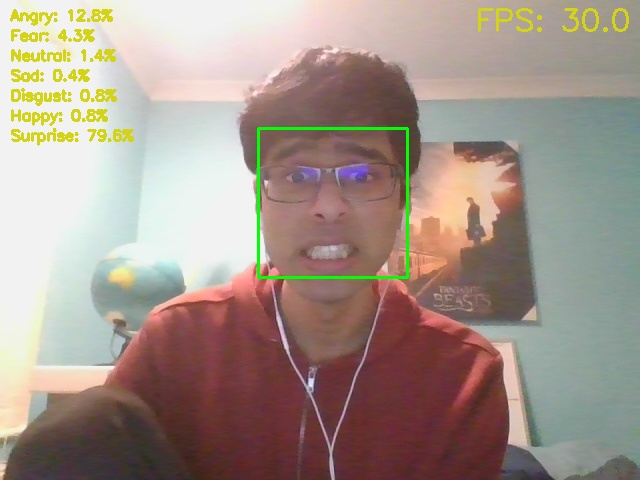 Angry: 12.8%
Fear: 4.3%
Neutral: 1.4%
Sad: 0.4%
Disgust: 0.8%
Happy: 0.8%
Surprise: 79.6%
FPS: 30.0
FANTASTIC
BEASTS